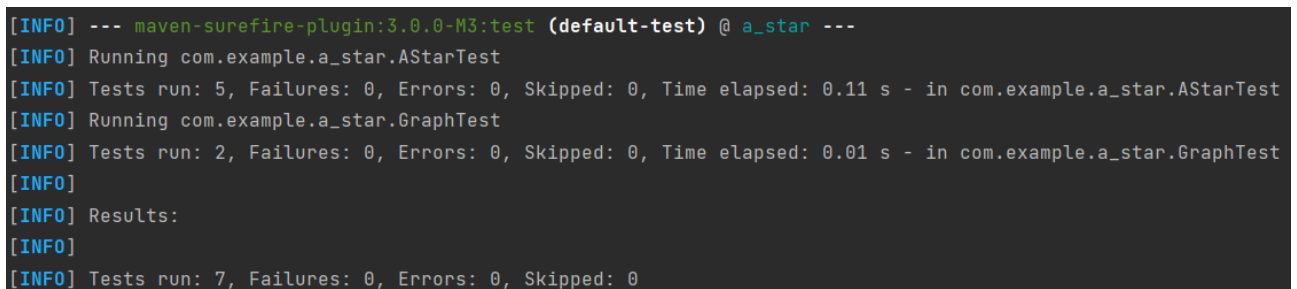 [INFO] --- maven-surefire-plugin:3.0.0-M3:test (default-test) @ a_star ---
[INFO] Running com.example.a_star.AStarTest
[INFO] Tests run: 5, Failures: 0, Errors: 0, Skipped: 0, Time elapsed: 0.11 s - in com.example.a_star.AStarTest
[INFO] Running com.example.a_star.GraphTest
[INFO] Tests run: 2, Failures: 0, Errors: 0, Skipped: 0, Time elapsed: 0.01 s - in com.example.a_star.GraphTest
[INFO]
[INFO] Results:
[INFO]
[INFO] Tests run: 7, Failures: 0, Errors: 0, Skipped: 0